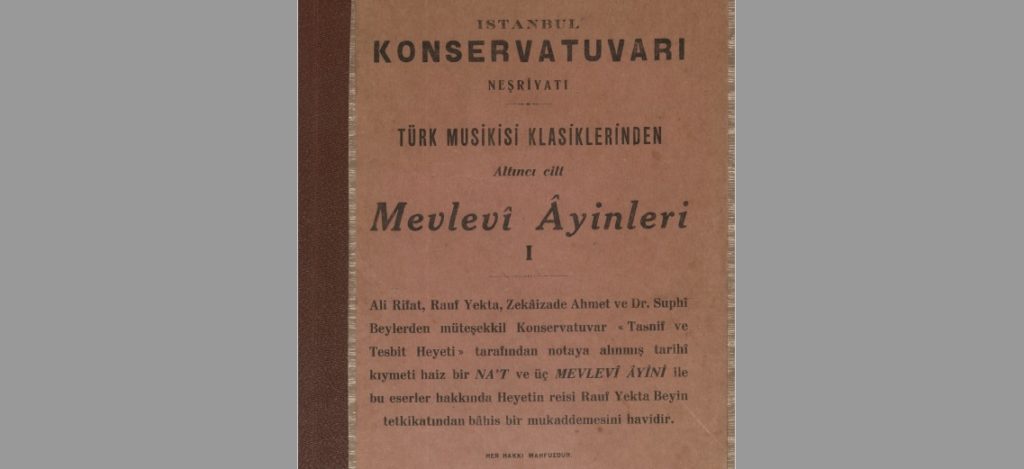 ISTANBUL
KONSERVATUVARI
NEŞRİYATI
TÜRK MUSİKİSİ KLASİKLERİNDEN
Altıncı cilt
Mevlevî Âyinleri
I
Ali Rifat, Rauf Yekta, Zekâizade Ahmet ve Dr. Suphî
Beylerden müteşekkil Konservatuvar « Tasnif ve
Tesbit Heyeti » tarafından notaya alınmış tarihî
kıymeti haiz bir NA'T ve üç MEVLEVÎ ÂYİNİ ile
bu eserler hakkında Heyetin reisi Rauf Yekta Beyin
tetkikatından bâhis bir mukaddemesini havidir.
HER HAKKI MAHFUZDUR.